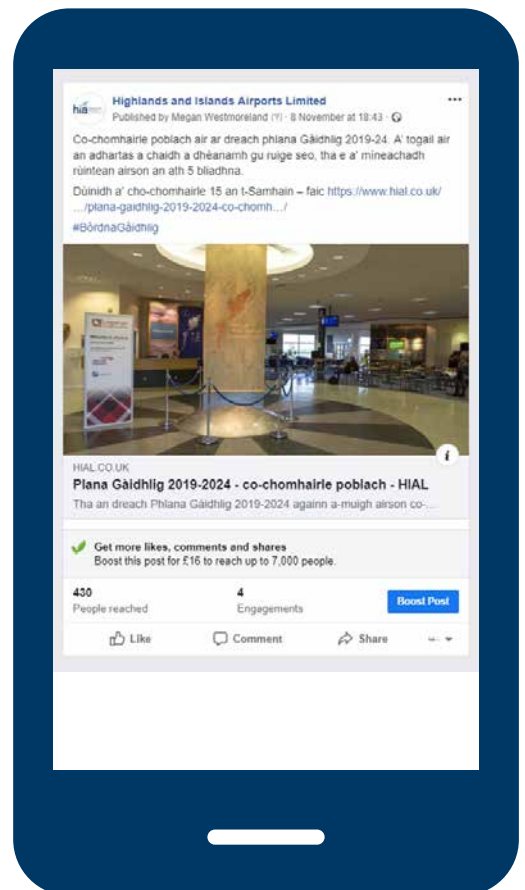 hia
Highlands and Islands Airports Limited
Published by Megan Westmoreland (?) · 8 November at 18:43 ·
Co-chomhairle poblach air ar dreach phlana Gàidhlig 2019-24. A' togail air
an adhartas a chaidh a dhèanamh gu ruige seo, tha e a' mìneachadh
rùintean airson an ath 5 bliadhna.
Dùinidh a' cho-chomhairle 15 an t-Samhain – faic https://www.hial.co.uk/
…/plana-gaidhlig-2019-2024-co-chomh…/
#BòrdnaGàidhlig
i
HIAL.CO.UK
Plana Gàidhlig 2019-2024 - co-chomhairle poblach - HIAL
Tha an dreach Phlana Gàidhlig 2019-2024 againn a-muigh airson co-...
Get more likes, comments and shares
Boost this post for £16 to reach up to 7,000 people.
430
People reached
4
Engagements
Boost Post
Like
Comment
Share